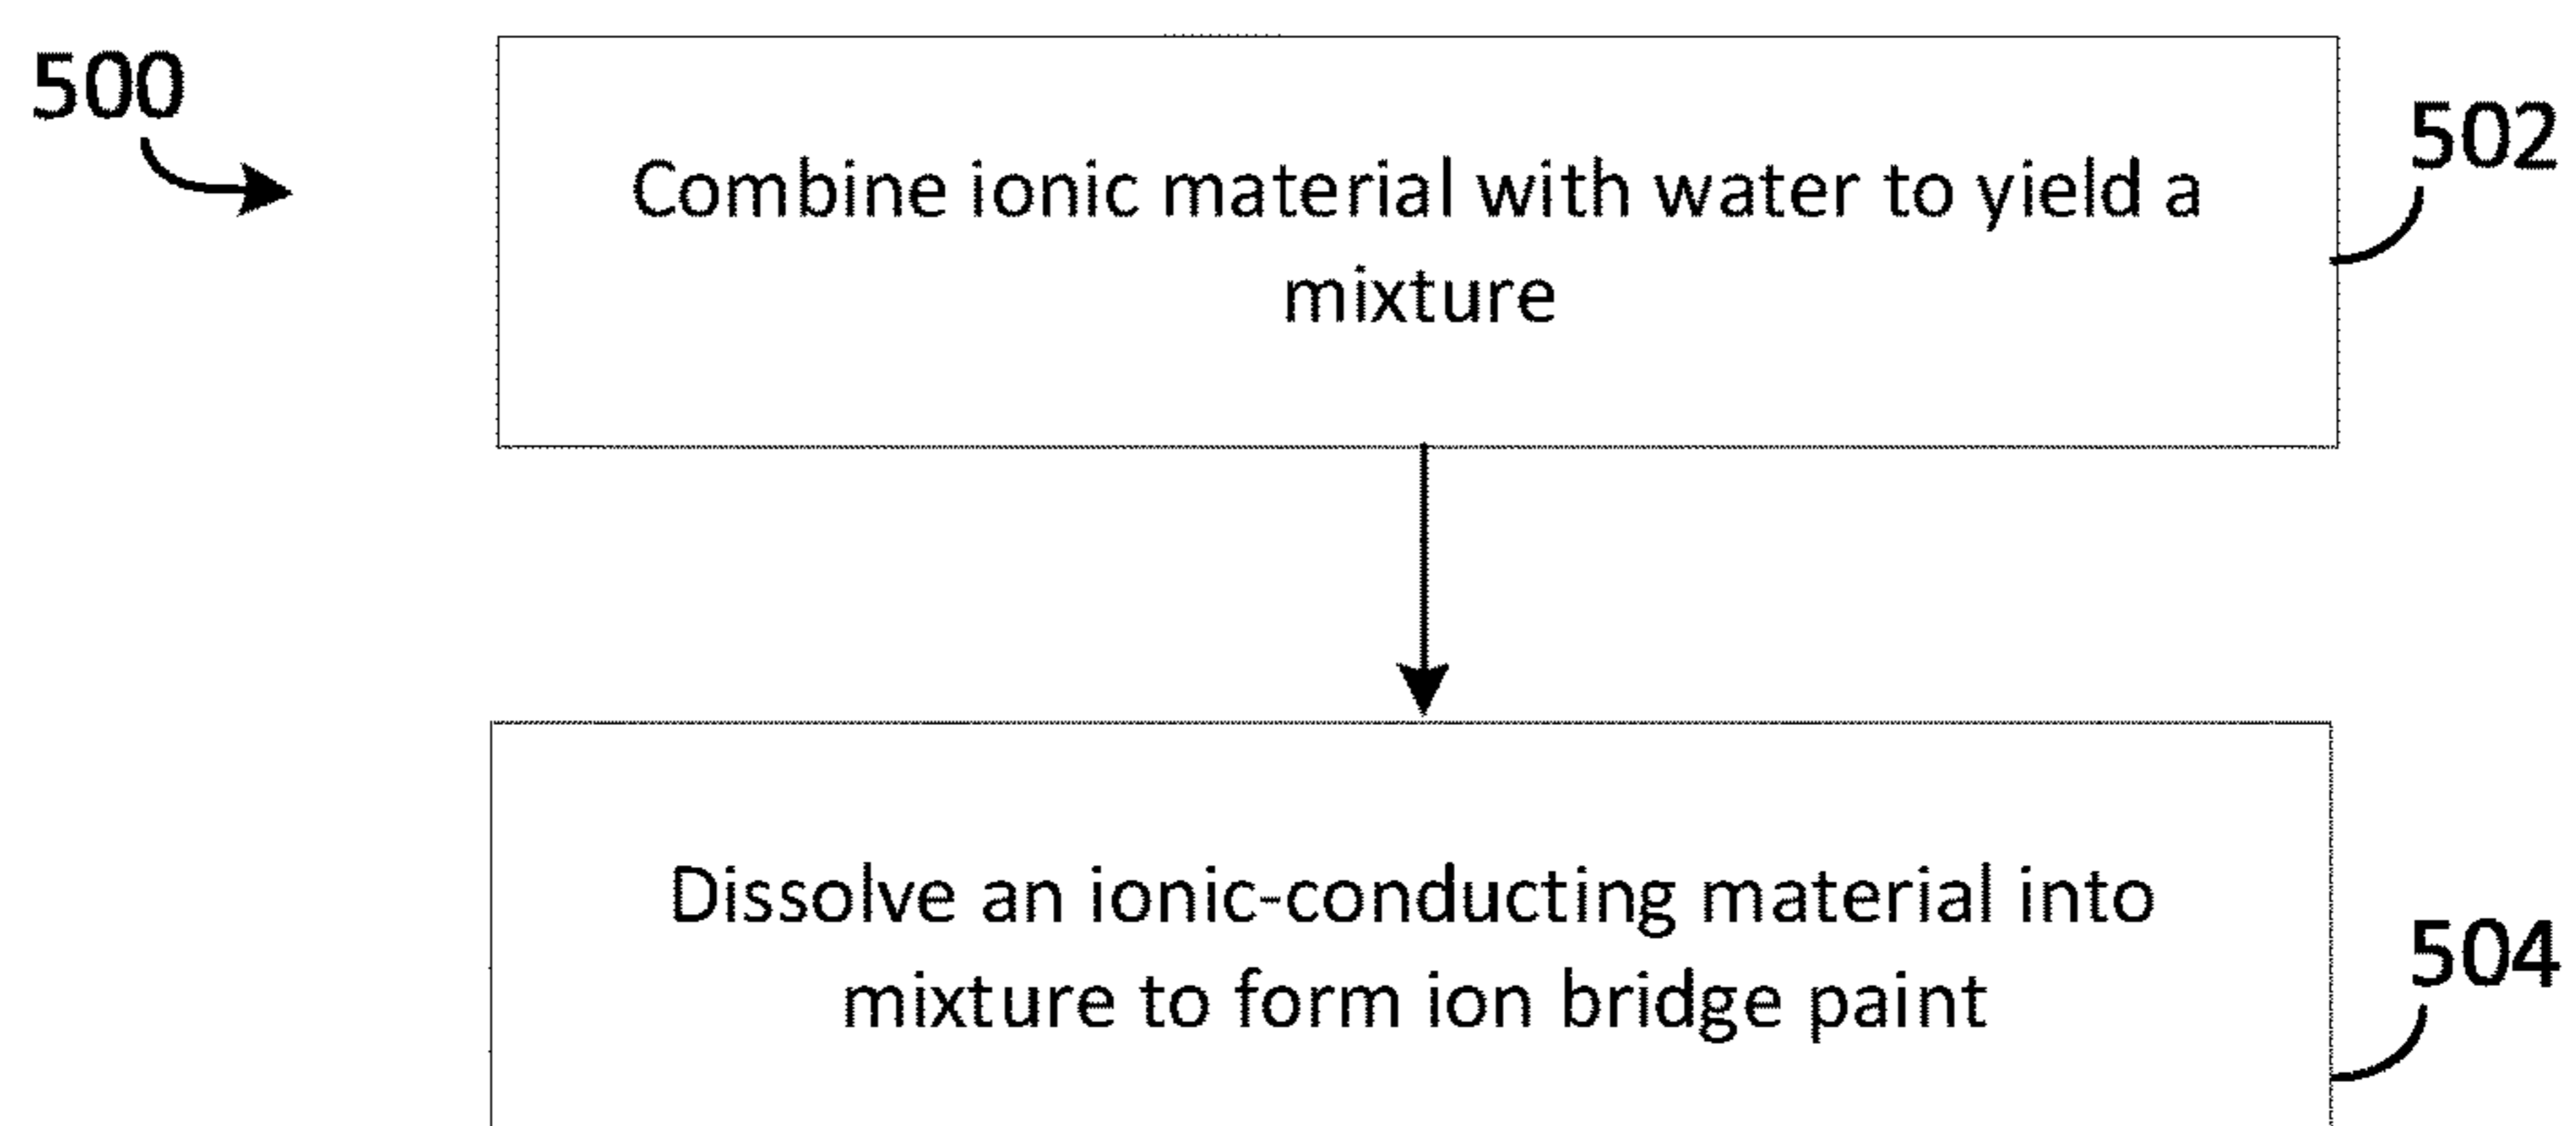 500
502
Combine ionic material with water to yield a
mixture
Dissolve an ionic-conducting material into
mixture to form ion bridge paint
504